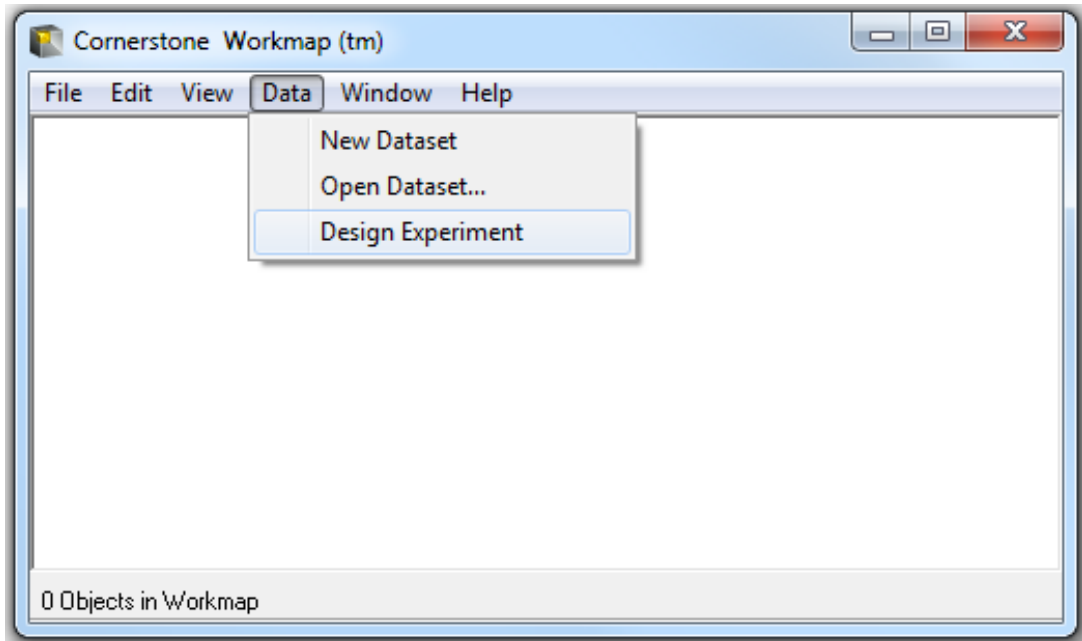 Cornerstone Workmap (tm)
File Edit View Data Window Help
New Dataset
Open Dataset...
Design Experiment
0 Objects in Workmap